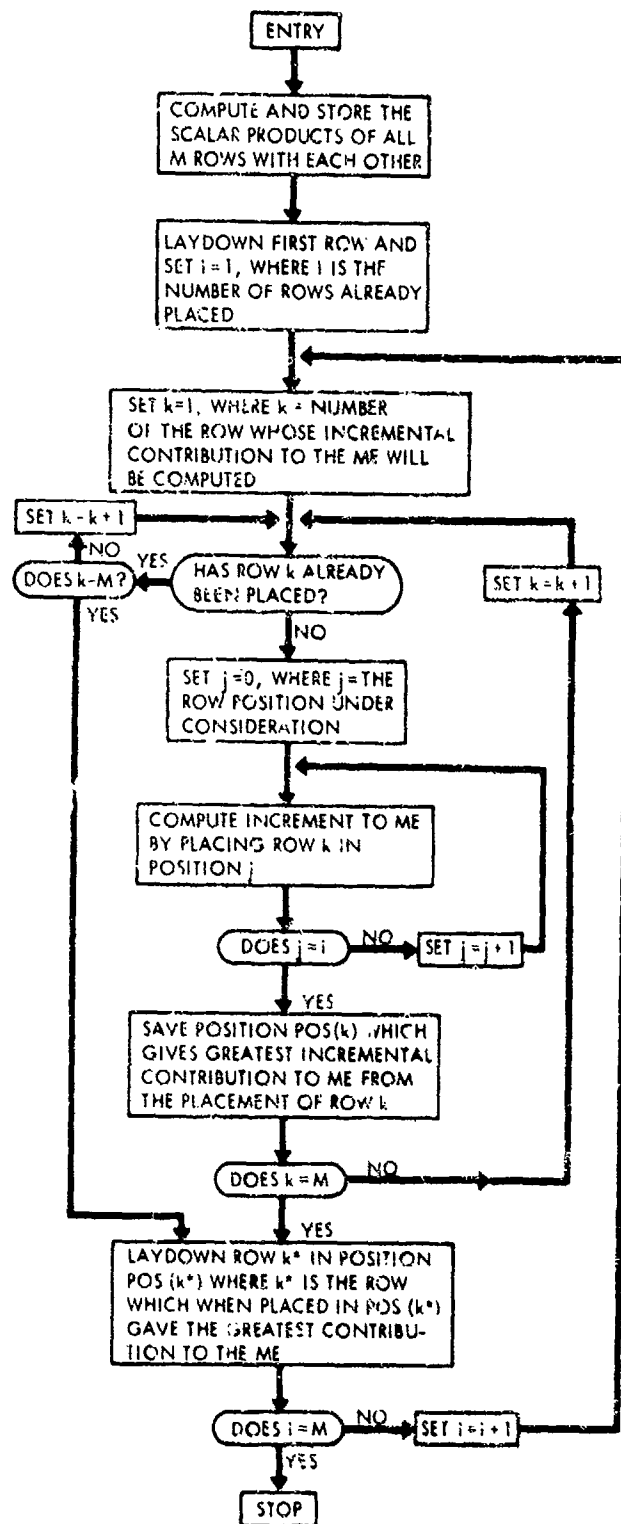 ENTRY
COMPUTE AND STORE THE
SCALAR PRODUCTS OF ALL
M ROWS WITH EACH OTHER
LAYDOWN FIRST ROW AND
SET i=1, WHERE i IS THE
NUMBER OF ROWS ALREADY
PLACED
SET k=1, WHERE k = NUMBER
OF THE ROW WHOSE INCREMENTAL
CONTRIBUTION TO THE ME WILL
BE COMPUTED
SET k-k+1
NO
DOES k-M?
YES
YES
HAS ROW k ALREADY
BEEN PLACED?
SET k=k+1
NO
SET j=0, WHERE j=THE
ROW POSITION UNDER
CONSIDERATION
COMPUTE INCREMENT TO ME
BY PLACING ROW k IN
POSITION j
DOES j=i
NO
SET j=j+1
YES
SAVE POSITION POS(k) WHICH
GIVES GREATEST INCREMENTAL
CONTRIBUTION TO ME FROM
THE PLACEMENT OF ROW k
DOES k=M
NO
YES
LAYDOWN ROW k* IN POSITION
POS (k*) WHERE k* IS THE ROW
WHICH WHEN PLACED IN POS (k*)
GAVE THE GREATEST CONTRIBU-
TION TO THE ME
DOES i=M
NO
SET i=i+1
YES
STOP